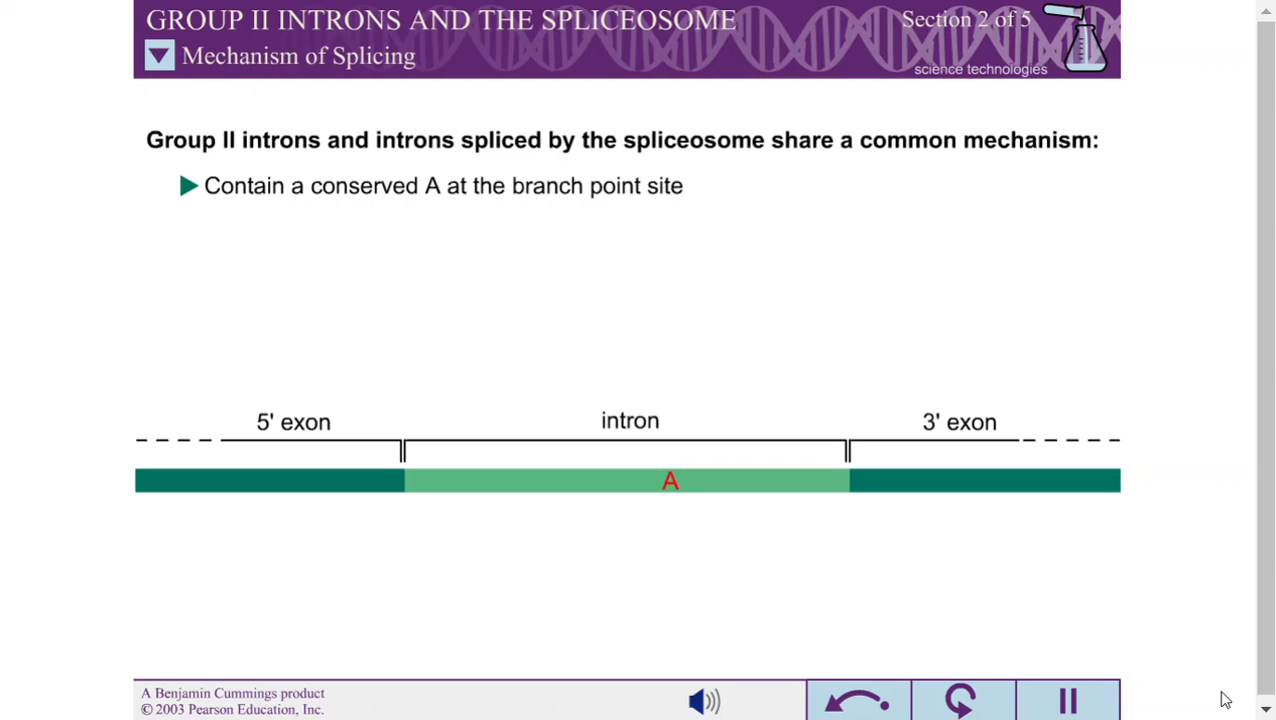 GROUP II INTRONS AND THE SPLICEOSOME
Section 2 of 5
Mechanism of Splicing
science technologies
Group II introns and introns spliced by the spliceosome share a common mechanism:
Contain a conserved A at the branch point site
5' exon
intron
3' exon
A
A Benjamin Cummings product
© 2003 Pearson Education, Inc.